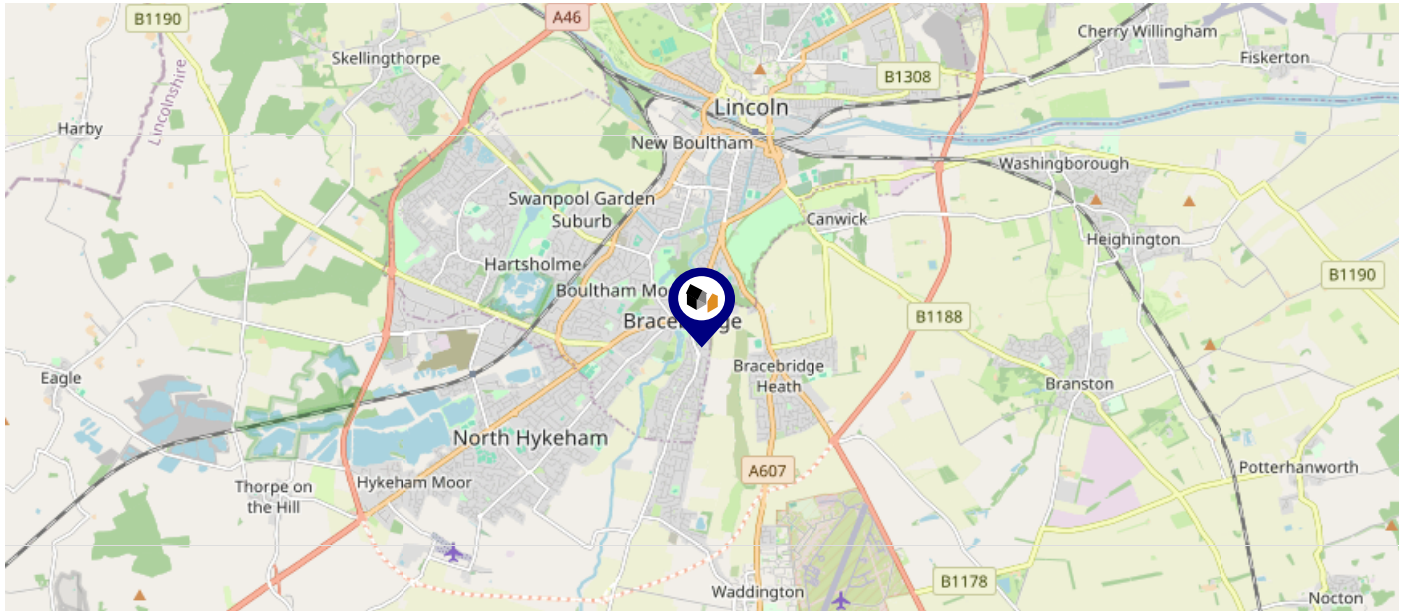 B1190
A46
Cherry Willingham
Skellingthorpe
Fiskerton
B1308
Lincolnshire
Lincoln
Harby
New Boultham
Washingborough
Swanpool Garden
Suburb
Canwick
Heighington
Hartsholme
B1190
Boultham Mo
B1188
Bracebridge
Bracebridge
Heath
Eagle
Branston
North Hykeham
A607
Potterhanworth
Hykeham Moor
Thorpe on
the Hill
B1178
Waddington
Nocton